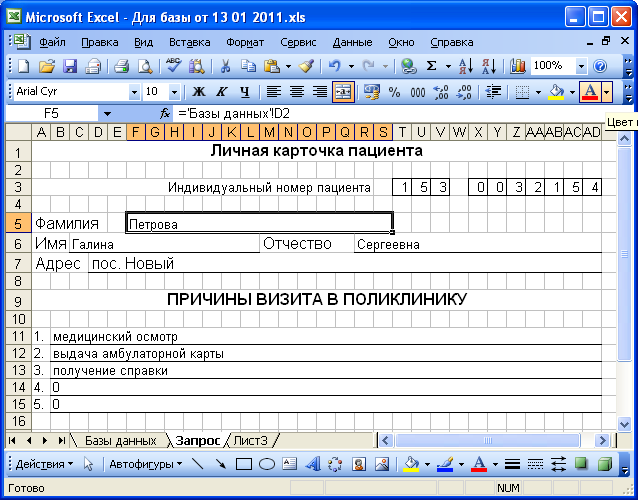 Microsoft Excel - Для базы от 13 01 2011.xls
Файл Правка Вид Вставка Формат Сервис Данные Окно Справка
100%
Arial Cyr 10 Ж К Ч % 000
F5 fx ='Базы данных'!D2
Цвет
A B C D E F G H I J K L M N O P Q R S T U V W X Y Z AA AB AC AD
1 Личная карточка пациента
2
3 Индивидуальный номер пациента 1 5 3 0 0 3 2 1 5 4
4
5 Фамилия Петрова
6 Имя Галина Отчество Сергеевна
7 Адрес пос. Новый
8
9 ПРИЧИНЫ ВИЗИТА В ПОЛИКЛИНИКУ
10
11 1. медицинский осмотр
12 2. выдача амбулаторной карты
13 3. получение справки
14 4. 0
15 5. 0
16
Базы данных Запрос Лист3
Действия Автофигуры
Готово NUM